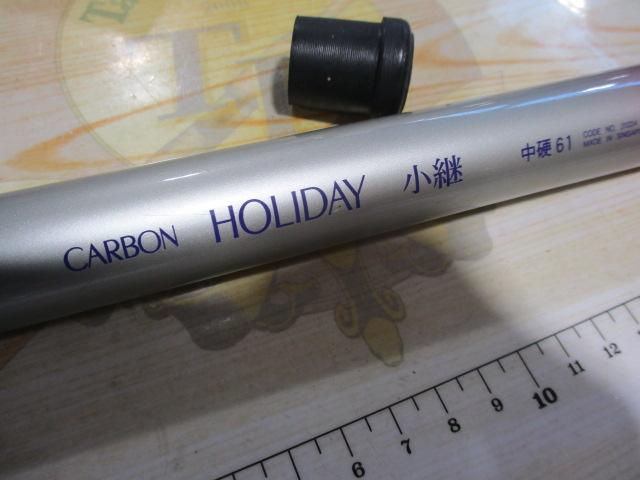 CARBON HOLIDAY 小継 中硬61
CODE NO.
MADE IN
6 7 8 9 10 11 12